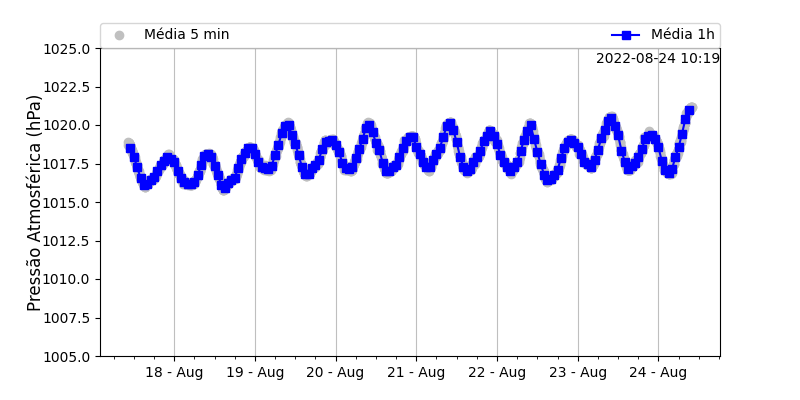 Média 5 min
Média 1h
2022-08-24 10:19
Pressão Atmosférica (hPa)
1025.0
1022.5
1020.0
1017.5
1015.0
1012.5
1010.0
1007.5
1005.0
18 - Aug
19 - Aug
20 - Aug
21 - Aug
22 - Aug
23 - Aug
24 - Aug